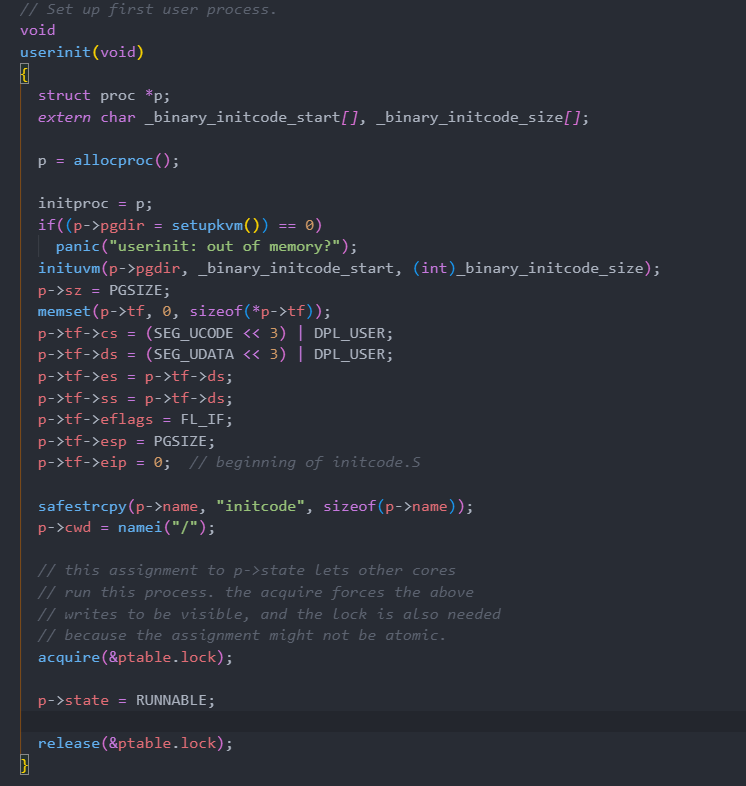 // Set up first user process.
void
userinit(void)
{
struct proc *p;
extern char _binary_initcode_start[], _binary_initcode_size[];
p = allocproc();
initproc = p;
if((p->pgdir = setupkvm()) == 0)
panic("userinit: out of memory?");
inituvm(p->pgdir, _binary_initcode_start, (int)_binary_initcode_size);
p->sz = PGSIZE;
memset(p->tf, 0, sizeof(*p->tf));
p->tf->cs = (SEG_UCODE << 3) | DPL_USER;
p->tf->ds = (SEG_UDATA << 3) | DPL_USER;
p->tf->es = p->tf->ds;
p->tf->ss = p->tf->ds;
p->tf->eflags = FL_IF;
p->tf->esp = PGSIZE;
p->tf->eip = 0;  // beginning of initcode.S
safestrcpy(p->name, "initcode", sizeof(p->name));
p->cwd = namei("/");
// this assignment to p->state lets other cores
// run this process. the acquire forces the above
// writes to be visible, and the lock is also needed
// because the assignment might not be atomic.
acquire(&ptable.lock);
p->state = RUNNABLE;
release(&ptable.lock);
}